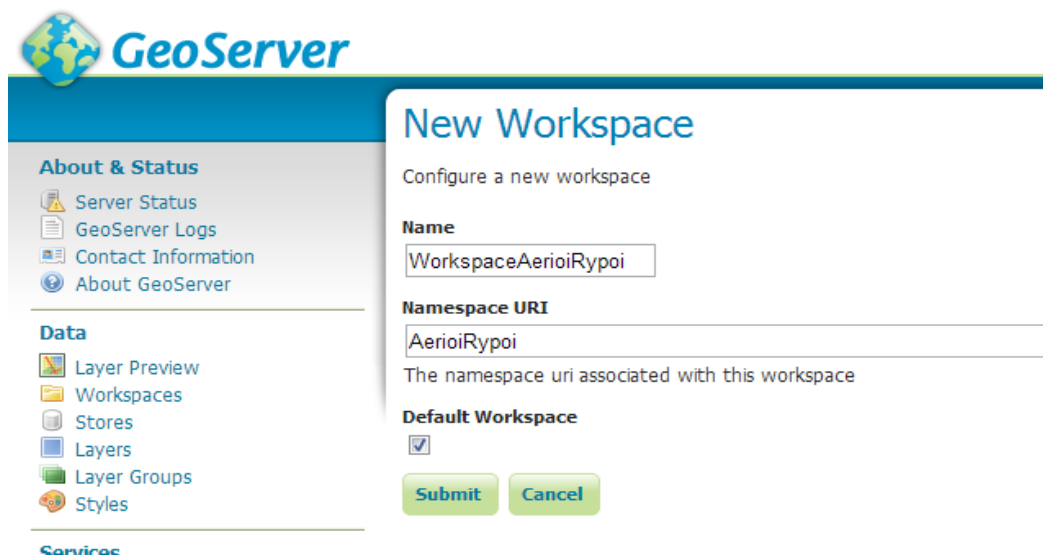 GeoServer
About & Status
Server Status
GeoServer Logs
Contact Information
About GeoServer
Data
Layer Preview
Workspaces
Stores
Layers
Layer Groups
Styles
Services
New Workspace
Configure a new workspace
Name
WorkspaceAerioiRypoi
Namespace URI
AerioiRypoi
The namespace uri associated with this workspace
Default Workspace
Submit Cancel